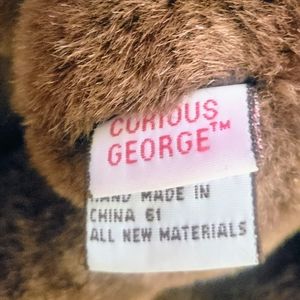 CURIOUS
GEORGE™
HAND MADE IN
CHINA 61
ALL NEW MATERIALS